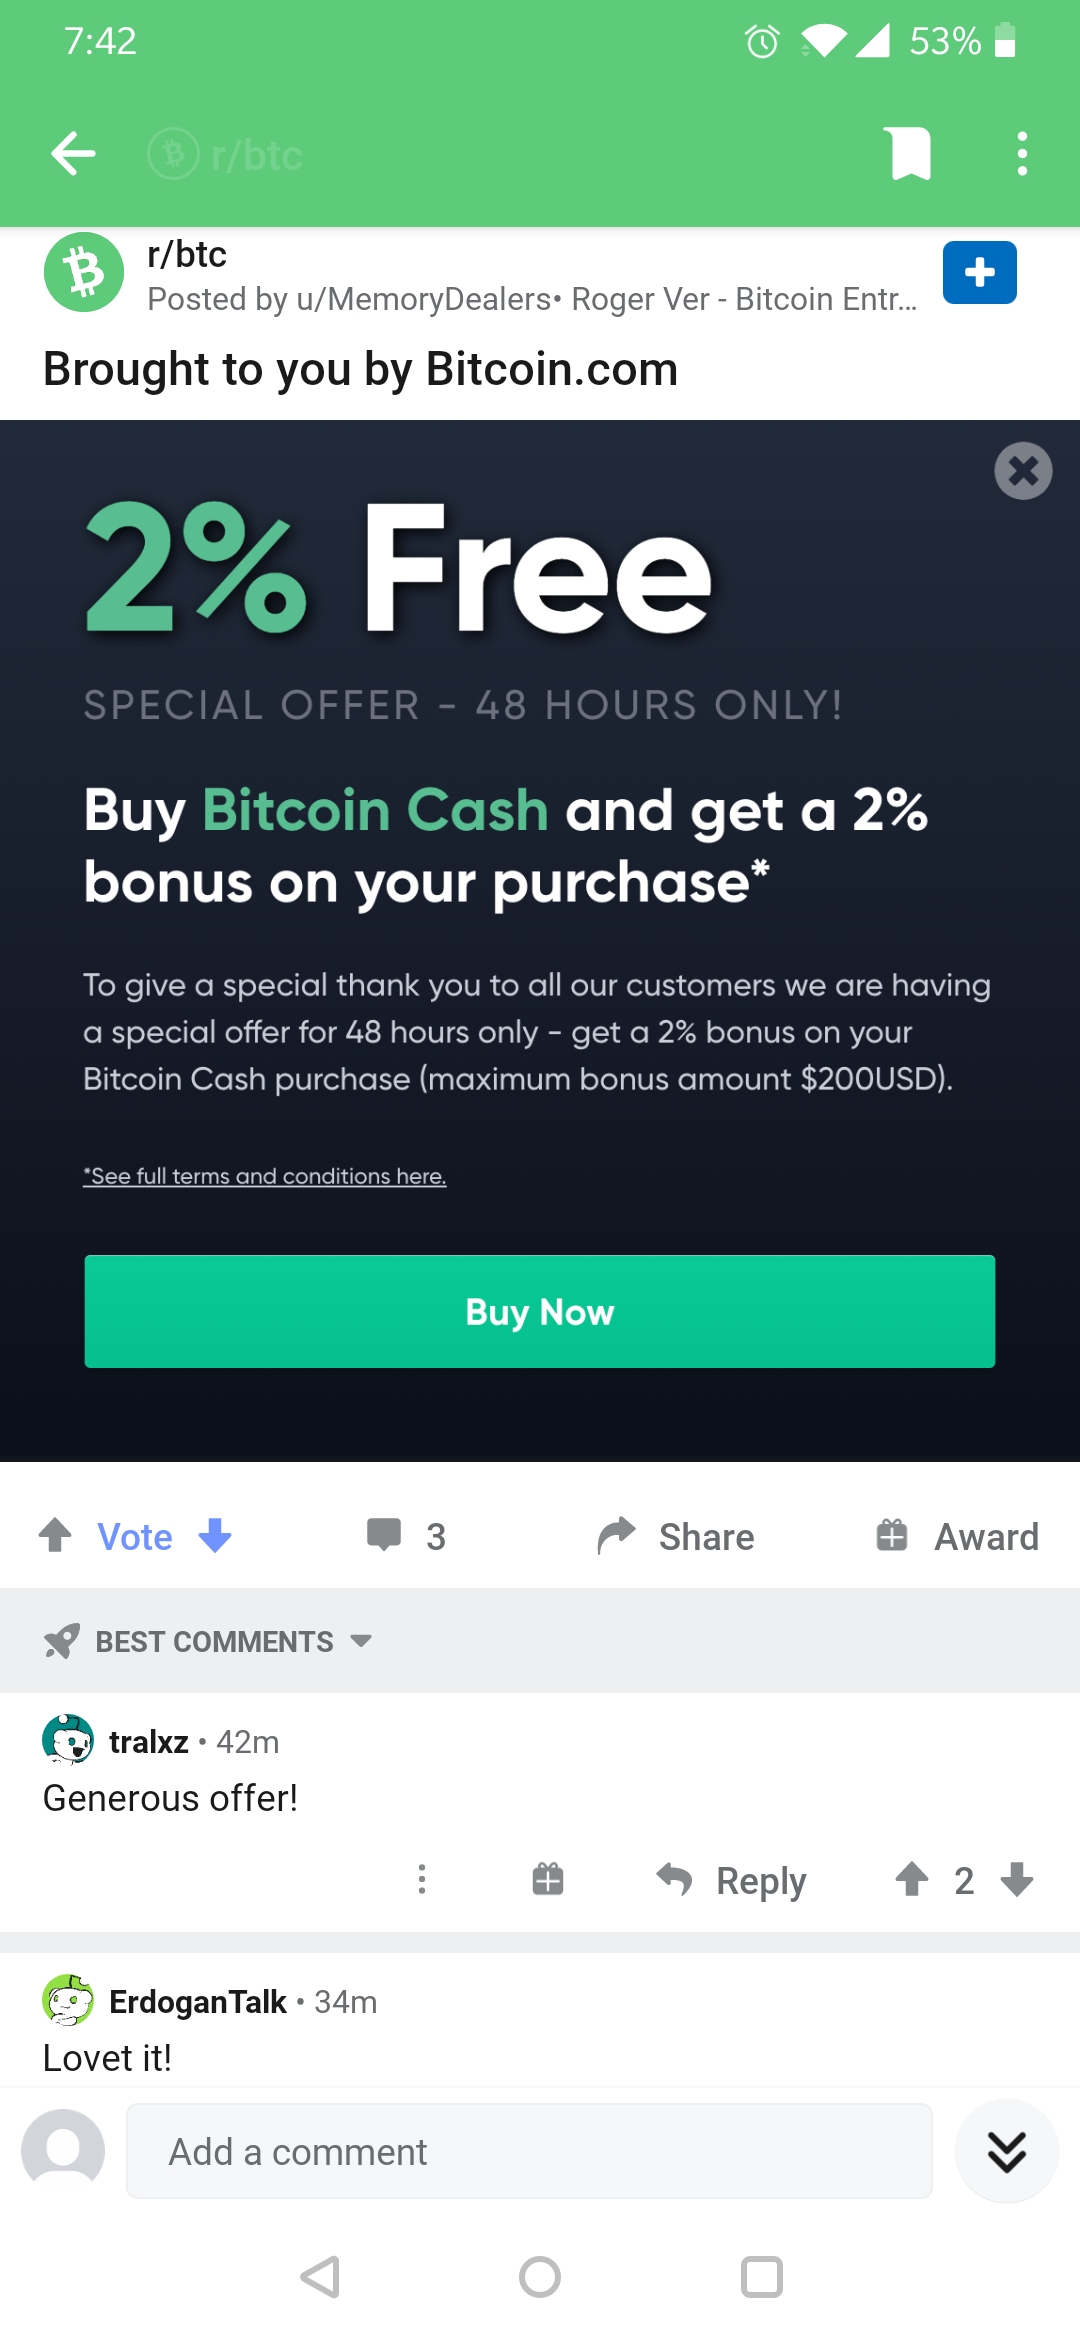 7:42
53%
r/btc
r/btc
Posted by u/MemoryDealers• Roger Ver - Bitcoin Entr...
Brought to you by Bitcoin.com
2% Free
SPECIAL OFFER - 48 HOURS ONLY!
Buy Bitcoin Cash and get a 2%
bonus on your purchase*
To give a special thank you to all our customers we are having
a special offer for 48 hours only - get a 2% bonus on your
Bitcoin Cash purchase (maximum bonus amount $200USD).
*See full terms and conditions here.
Buy Now
Vote 3 Share Award
BEST COMMENTS
tralxz • 42m
Generous offer!
Reply 2
ErdoganTalk • 34m
Lovet it!
Add a comment